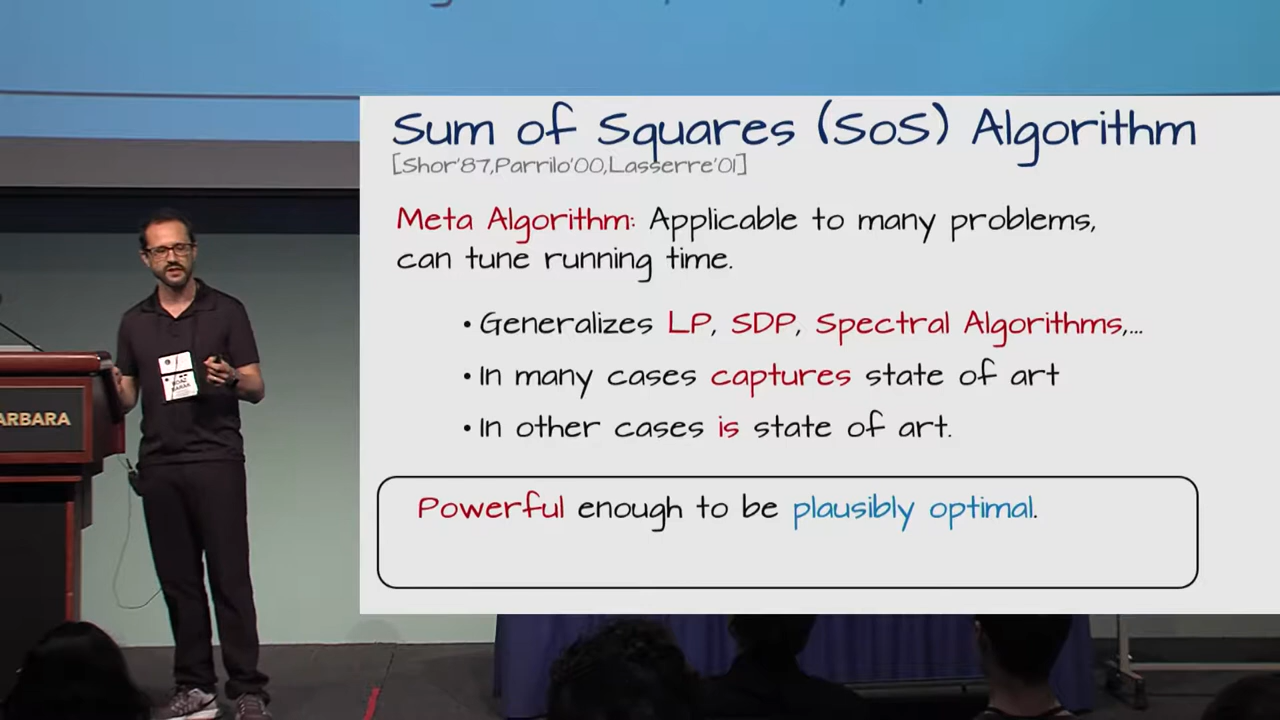 Sum of Squares (SoS) Algorithm
[Shor'87,Parrilo'00,Lasserre'01]
Meta Algorithm: Applicable to many problems,
can tune running time.
• Generalizes LP, SDP, Spectral Algorithms,...
• In many cases captures state of art
• In other cases is state of art.
Powerful enough to be plausibly optimal.
ARBARA
BOAZ
BARAK